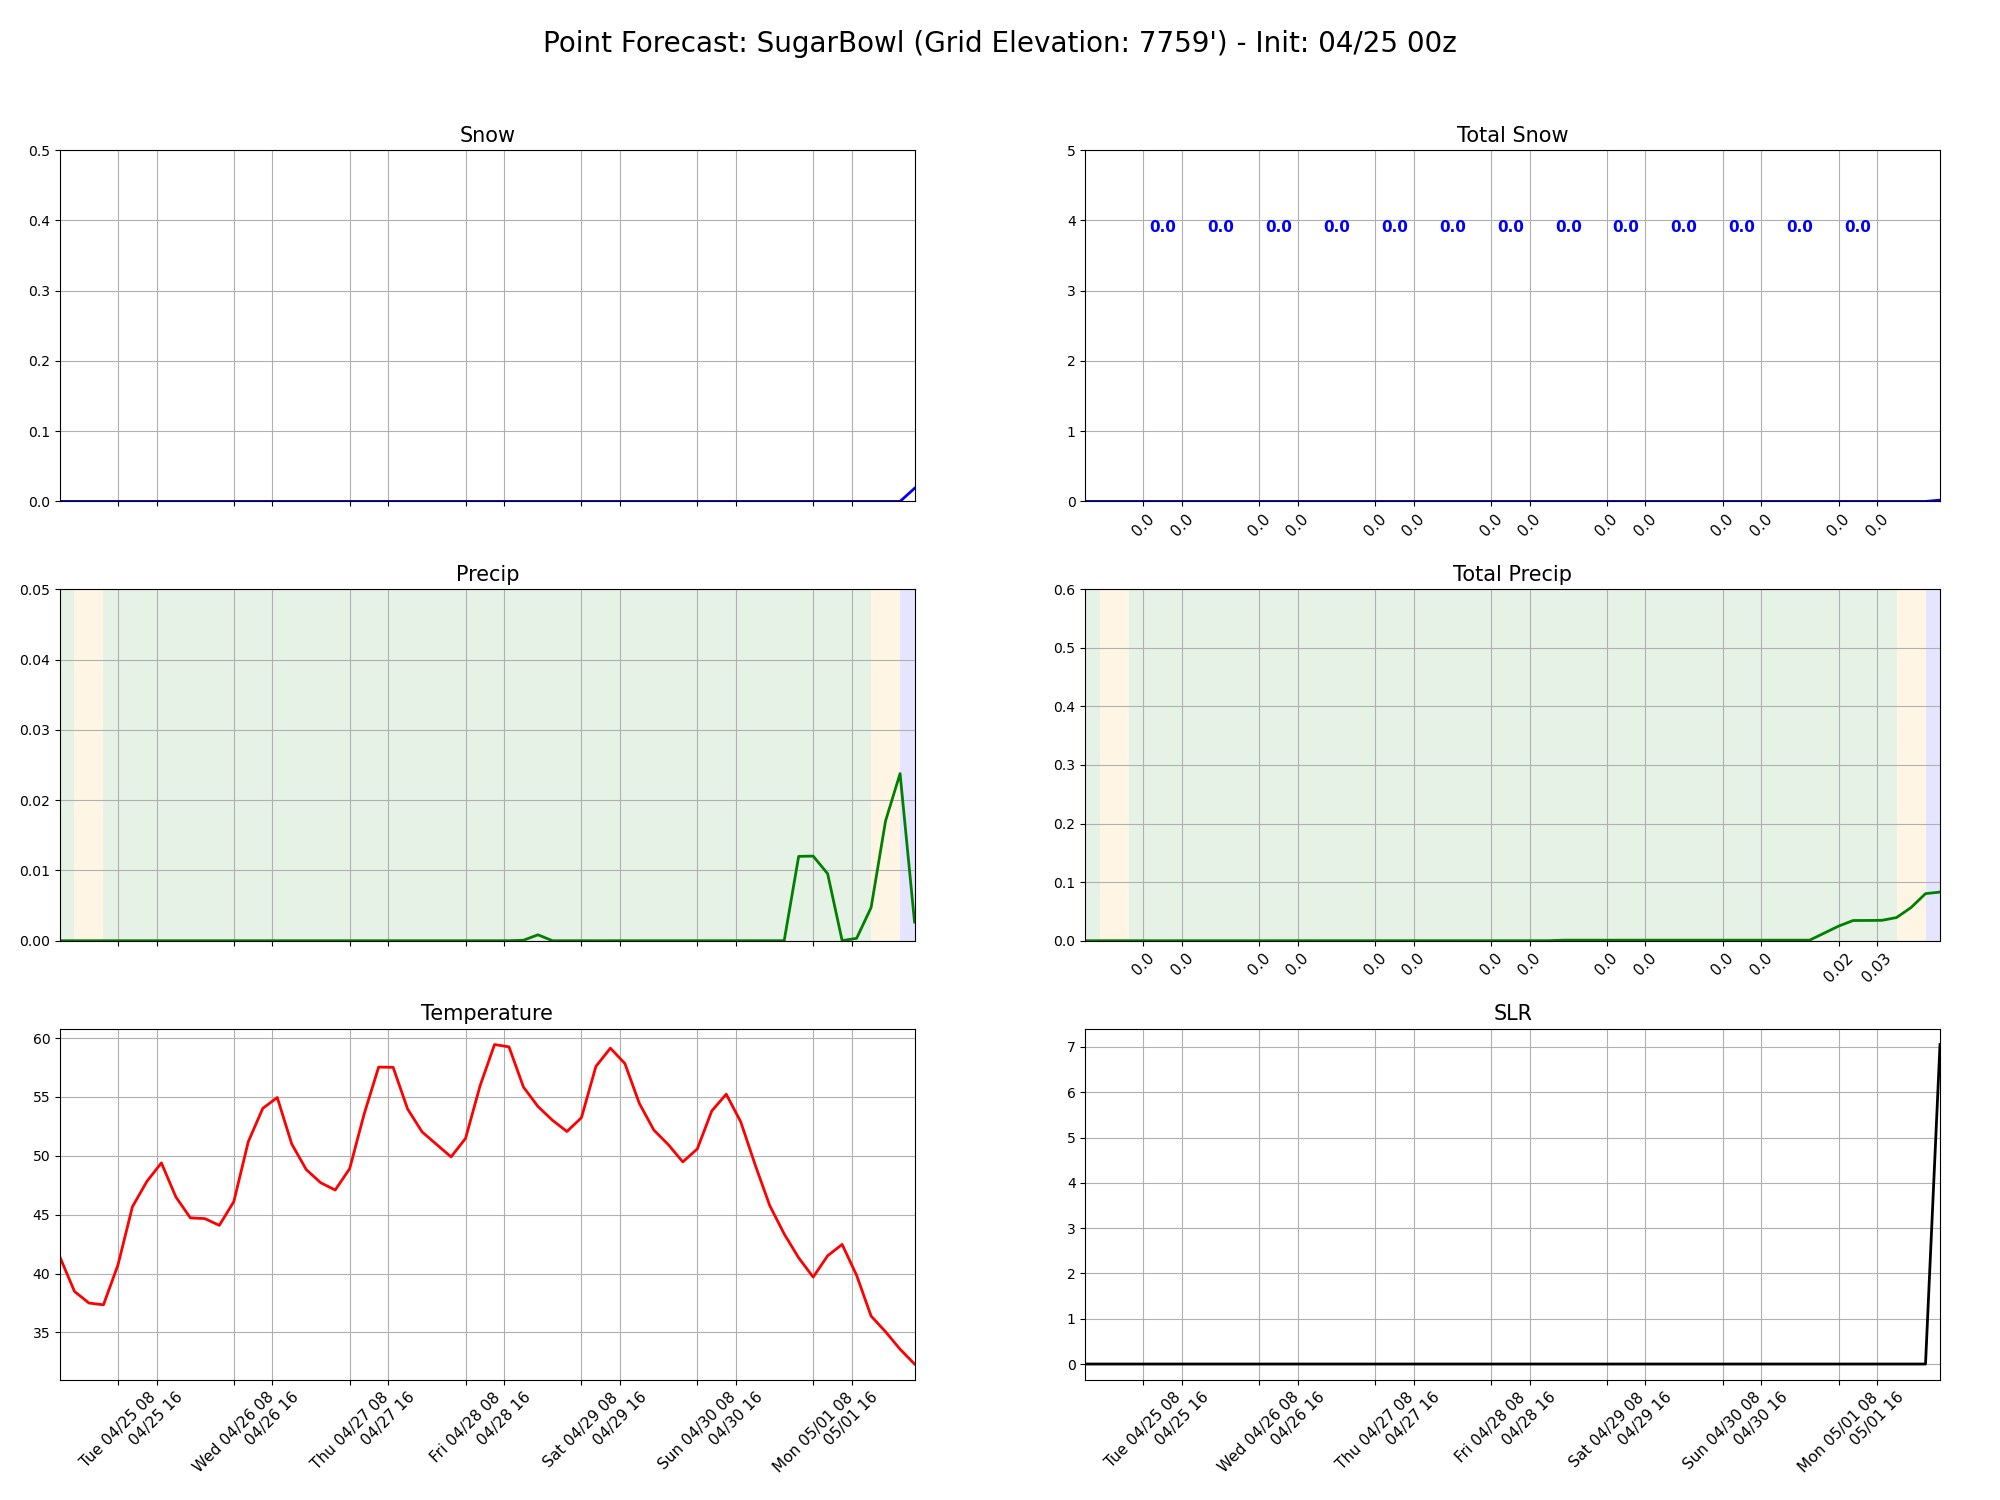 Point Forecast: SugarBowl (Grid Elevation: 7759') - Init: 04/25 00z
Snow
0.5
0.4
0.3
0.2
0.1
0.0
Total Snow
5
4
3
2
1
0
0.0 0.0 0.0 0.0 0.0 0.0 0.0 0.0 0.0 0.0 0.0 0.0 0.0
0.0 0.0 0.0 0.0 0.0 0.0 0.0 0.0 0.0 0.0 0.0 0.0 0.0 0.0
Precip
0.05
0.04
0.03
0.02
0.01
0.00
Total Precip
0.6
0.5
0.4
0.3
0.2
0.1
0.0
0.0 0.0 0.0 0.0 0.0 0.0 0.0 0.0 0.0 0.0 0.0 0.0 0.02 0.03
Temperature
60
55
50
45
40
35
Tue 04/25 08
04/25 16
Wed 04/26 08
04/26 16
Thu 04/27 08
04/27 16
Fri 04/28 08
04/28 16
Sat 04/29 08
04/29 16
Sun 04/30 08
04/30 16
Mon 05/01 08
05/01 16
SLR
7
6
5
4
3
2
1
0
Tue 04/25 08
04/25 16
Wed 04/26 08
04/26 16
Thu 04/27 08
04/27 16
Fri 04/28 08
04/28 16
Sat 04/29 08
04/29 16
Sun 04/30 08
04/30 16
Mon 05/01 08
05/01 16